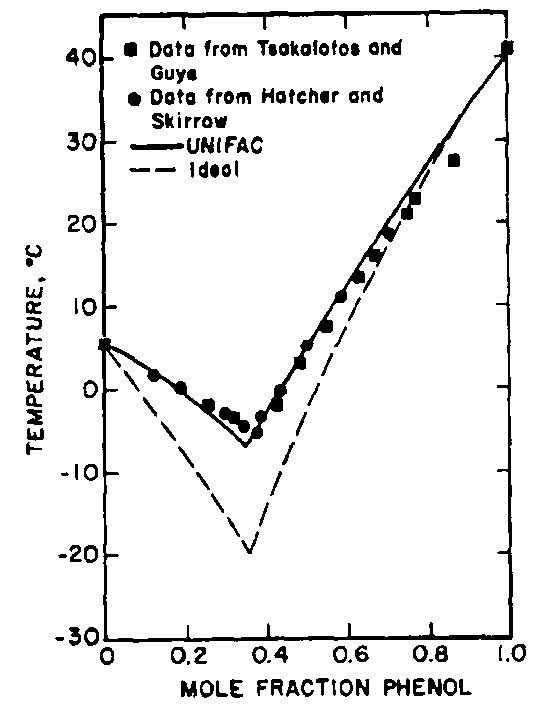 40
Data from Tsakalotos and
Guye
Data from Hatcher and
Skirrow
UNIFAC
Ideal
30
20
10
0
-10
-20
-30
TEMPERATURE, °C
0 0.2 0.4 0.6 0.8 1.0
MOLE FRACTION PHENOL